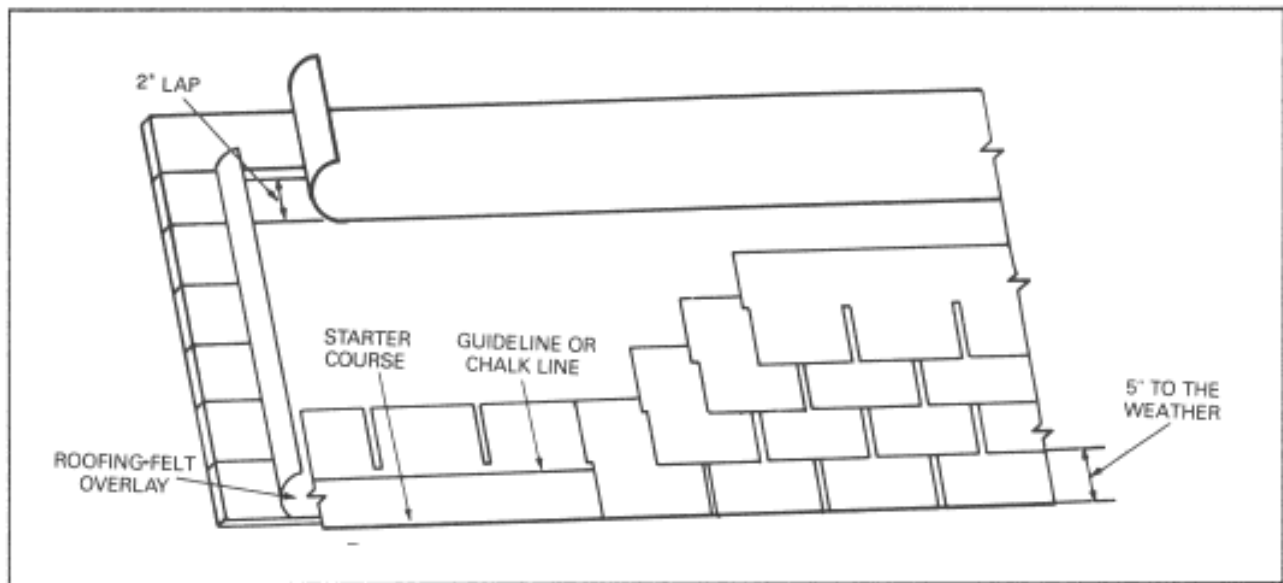 2" LAP
STARTER
COURSE
GUIDELINE OR
CHALK LINE
5" TO THE
WEATHER
ROOFING-FELT
OVERLAY